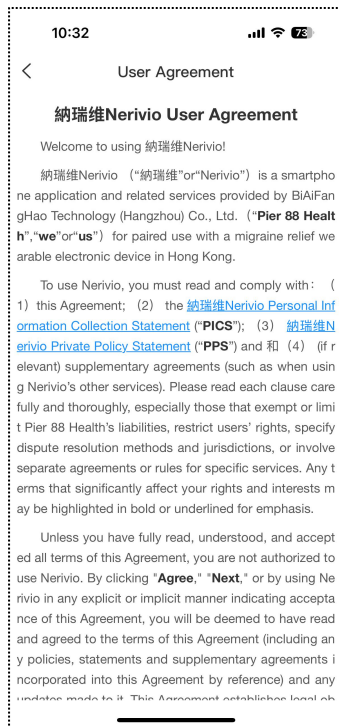 10:32
73
User Agreement
納瑞维Nerivio User Agreement
Welcome to using 納瑞维Nerivio!
納瑞维Nerivio （“納瑞维”or“Nerivio”）is a smartpho
ne application and related services provided by BiAiFan
gHao Technology (Hangzhou) Co., Ltd.（“Pier 88 Healt
h”,“we”or“us”）for paired use with a migraine relief we
arable electronic device in Hong Kong.
To use Nerivio, you must read and comply with：（
1）this Agreement; （2） the 納瑞维Nerivio Personal Inf
ormation Collection Statement (“PICS”); （3） 納瑞维N
erivio Private Policy Statement (“PPS”) and 和（4） (if r
elevant) supplementary agreements (such as when usin
g Nerivio’s other services). Please read each clause care
fully and thoroughly, especially those that exempt or limi
t Pier 88 Health’s liabilities, restrict users’ rights, specify
dispute resolution methods and jurisdictions, or involve
separate agreements or rules for specific services. Any t
erms that significantly affect your rights and interests m
ay be highlighted in bold or underlined for emphasis.
Unless you have fully read, understood, and accept
ed all terms of this Agreement, you are not authorized to
use Nerivio. By clicking "Agree," "Next," or by using Ne
rivio in any explicit or implicit manner indicating accepta
nce of this Agreement, you will be deemed to have read
and agreed to the terms of this Agreement (including an
y policies, statements and supplementary agreements i
ncorporated into this Agreement by reference) and any
updates made to it. This Agreement establishes legal ob